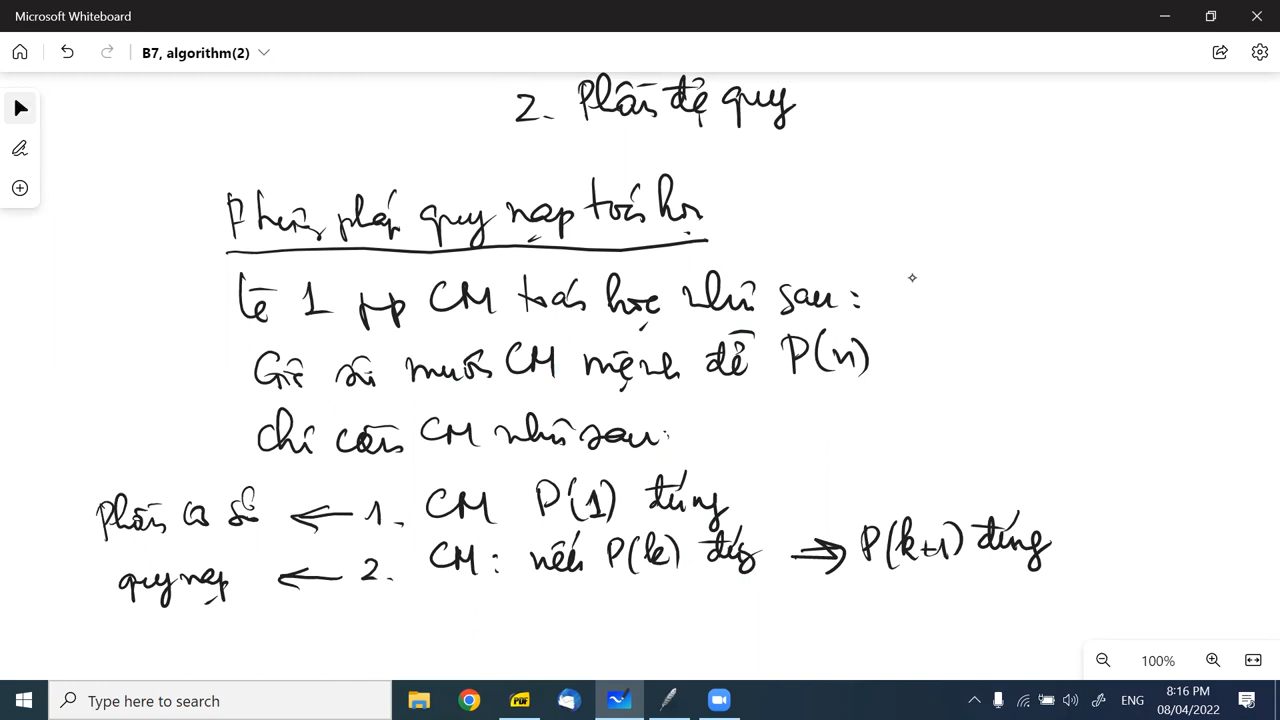 Microsoft Whiteboard
B7, algorithm(2)
2. Phần đệ quy
Phương pháp quy nạp toán học
là 1 pp CM toán học như sau:
Giả sử muốn CM mệnh đề P(n)
chỉ cần CM như sau:
phần cơ sở ← 1. CM P(1) đúng
quy nạp ← 2. CM: nếu P(k) đúng ⇒ P(k+1) đúng
100%
Type here to search
PDF
ENG
8:16 PM
08/04/2022